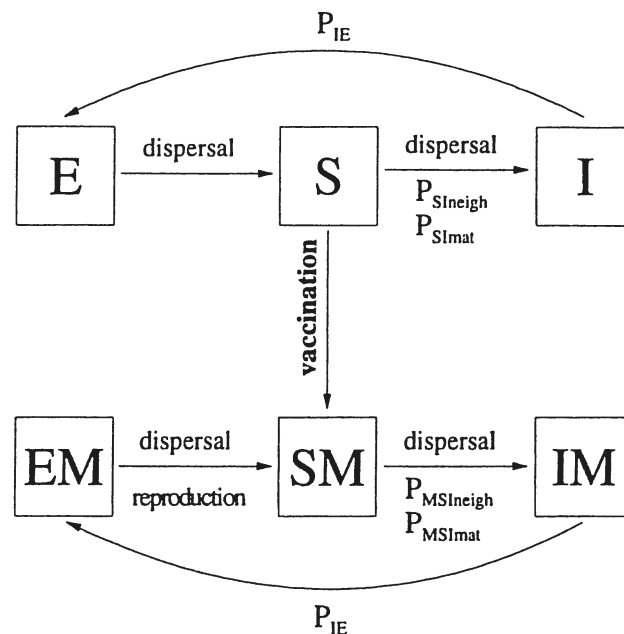 P_IE
E dispersal S dispersal I
P_SIneigh
P_SImat
vaccination
EM dispersal SM dispersal IM
reproduction P_MSIneigh
P_MSImat
P_IE